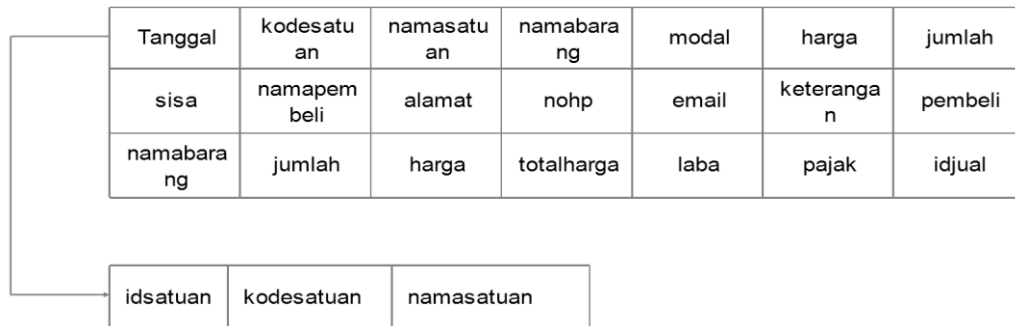 Tanggal kodesatu an namasatu an namabara ng modal harga jumlah
sisa namapem beli alamat nohp email keteranga n pembeli
namabara ng jumlah harga totalharga laba pajak idjual
idsatuan kodesatuan namasatuan